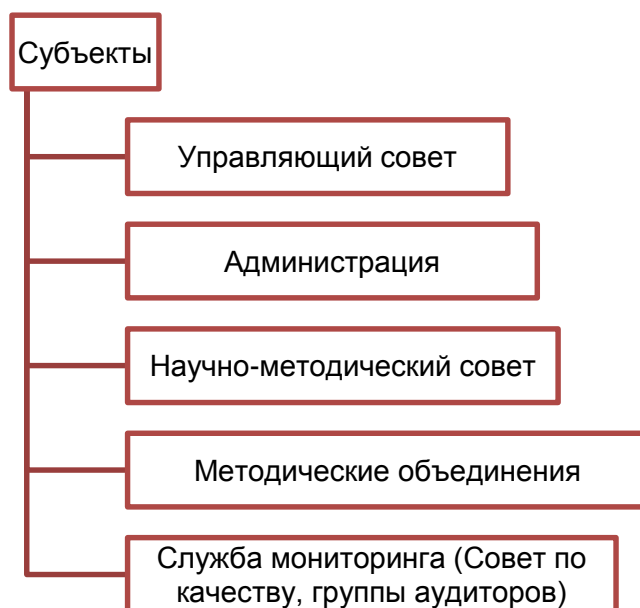 Субъекты
Управляющий совет
Администрация
Научно-методический совет
Методические объединения
Служба мониторинга (Совет по
качеству, группы аудиторов)